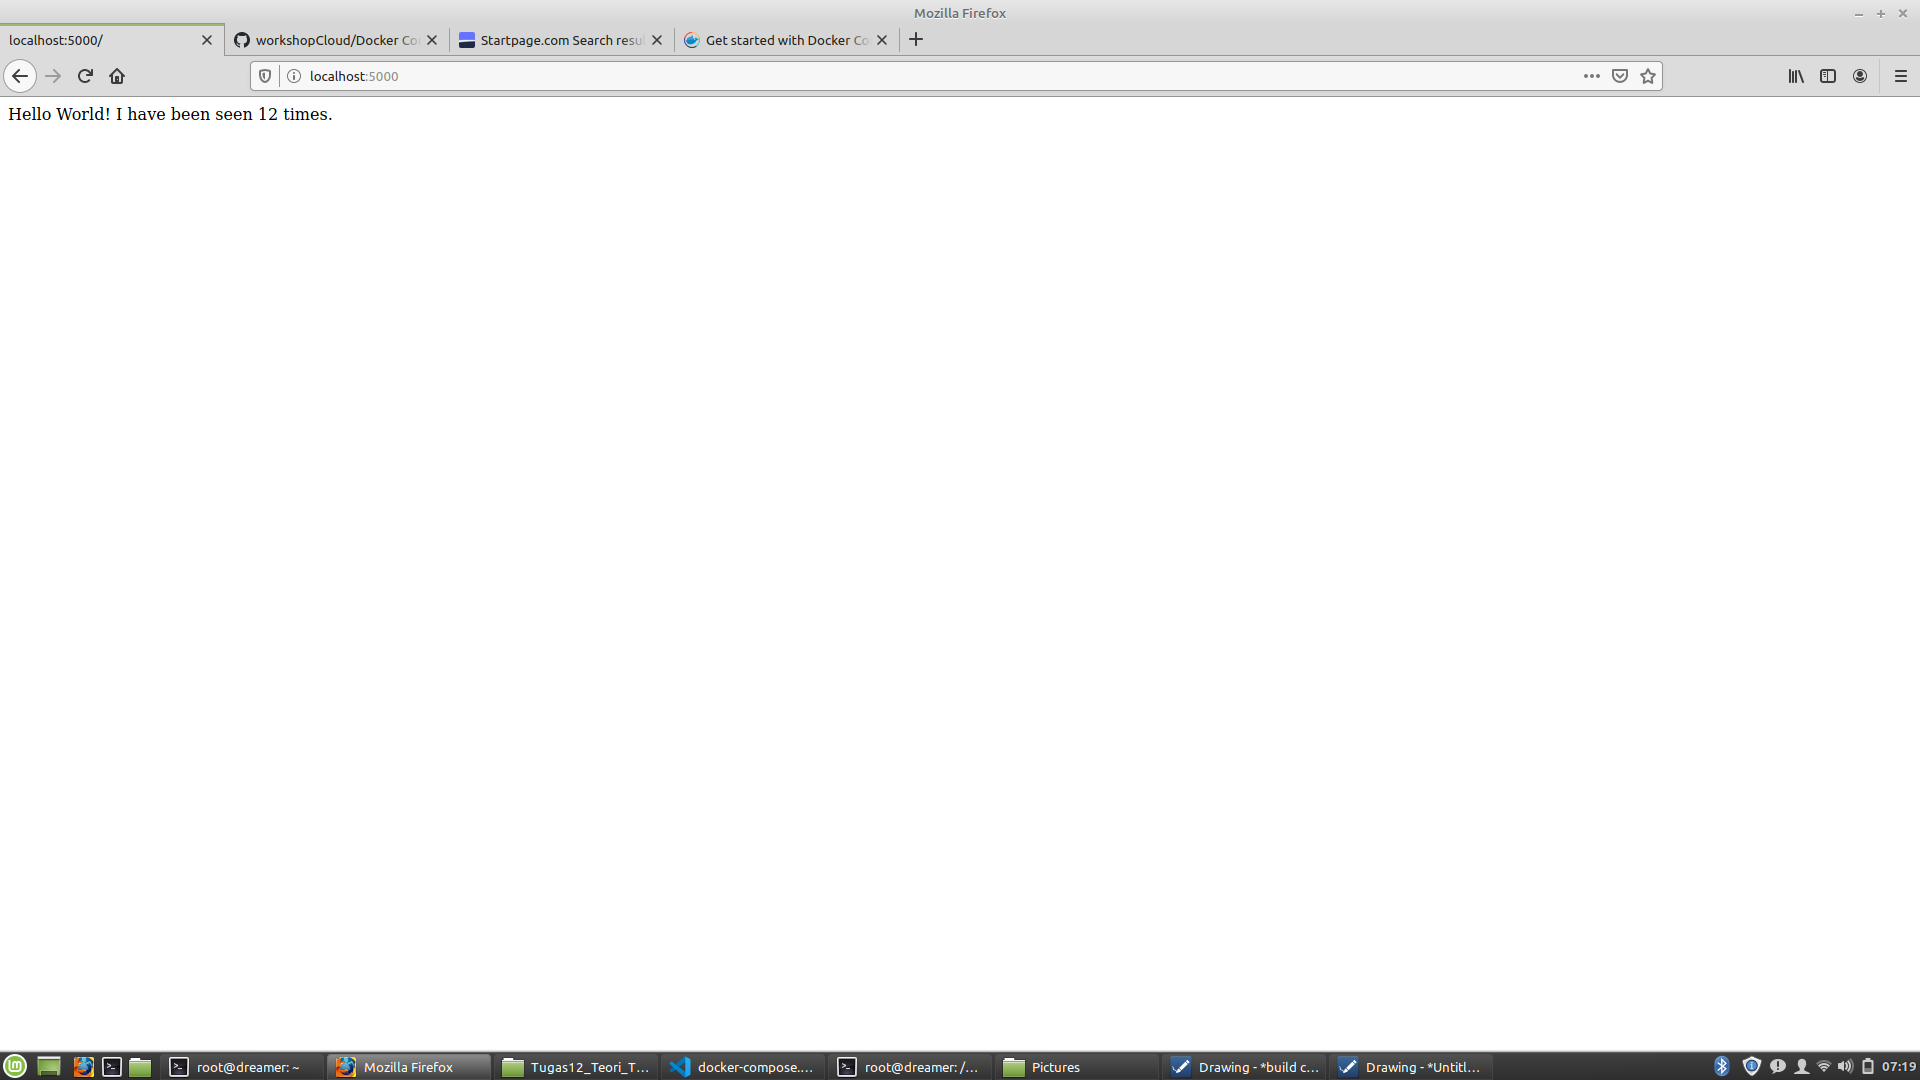 Mozilla Firefox
localhost:5000/
workshopCloud/Docker Co
Startpage.com Search resu
Get started with Docker Co
localhost:5000
Hello World! I have been seen 12 times.
root@dreamer: ~
Mozilla Firefox
Tugas12_Teori_T...
docker-compose....
root@dreamer: /...
Pictures
Drawing - *build c...
Drawing - *Untitl...
07:19